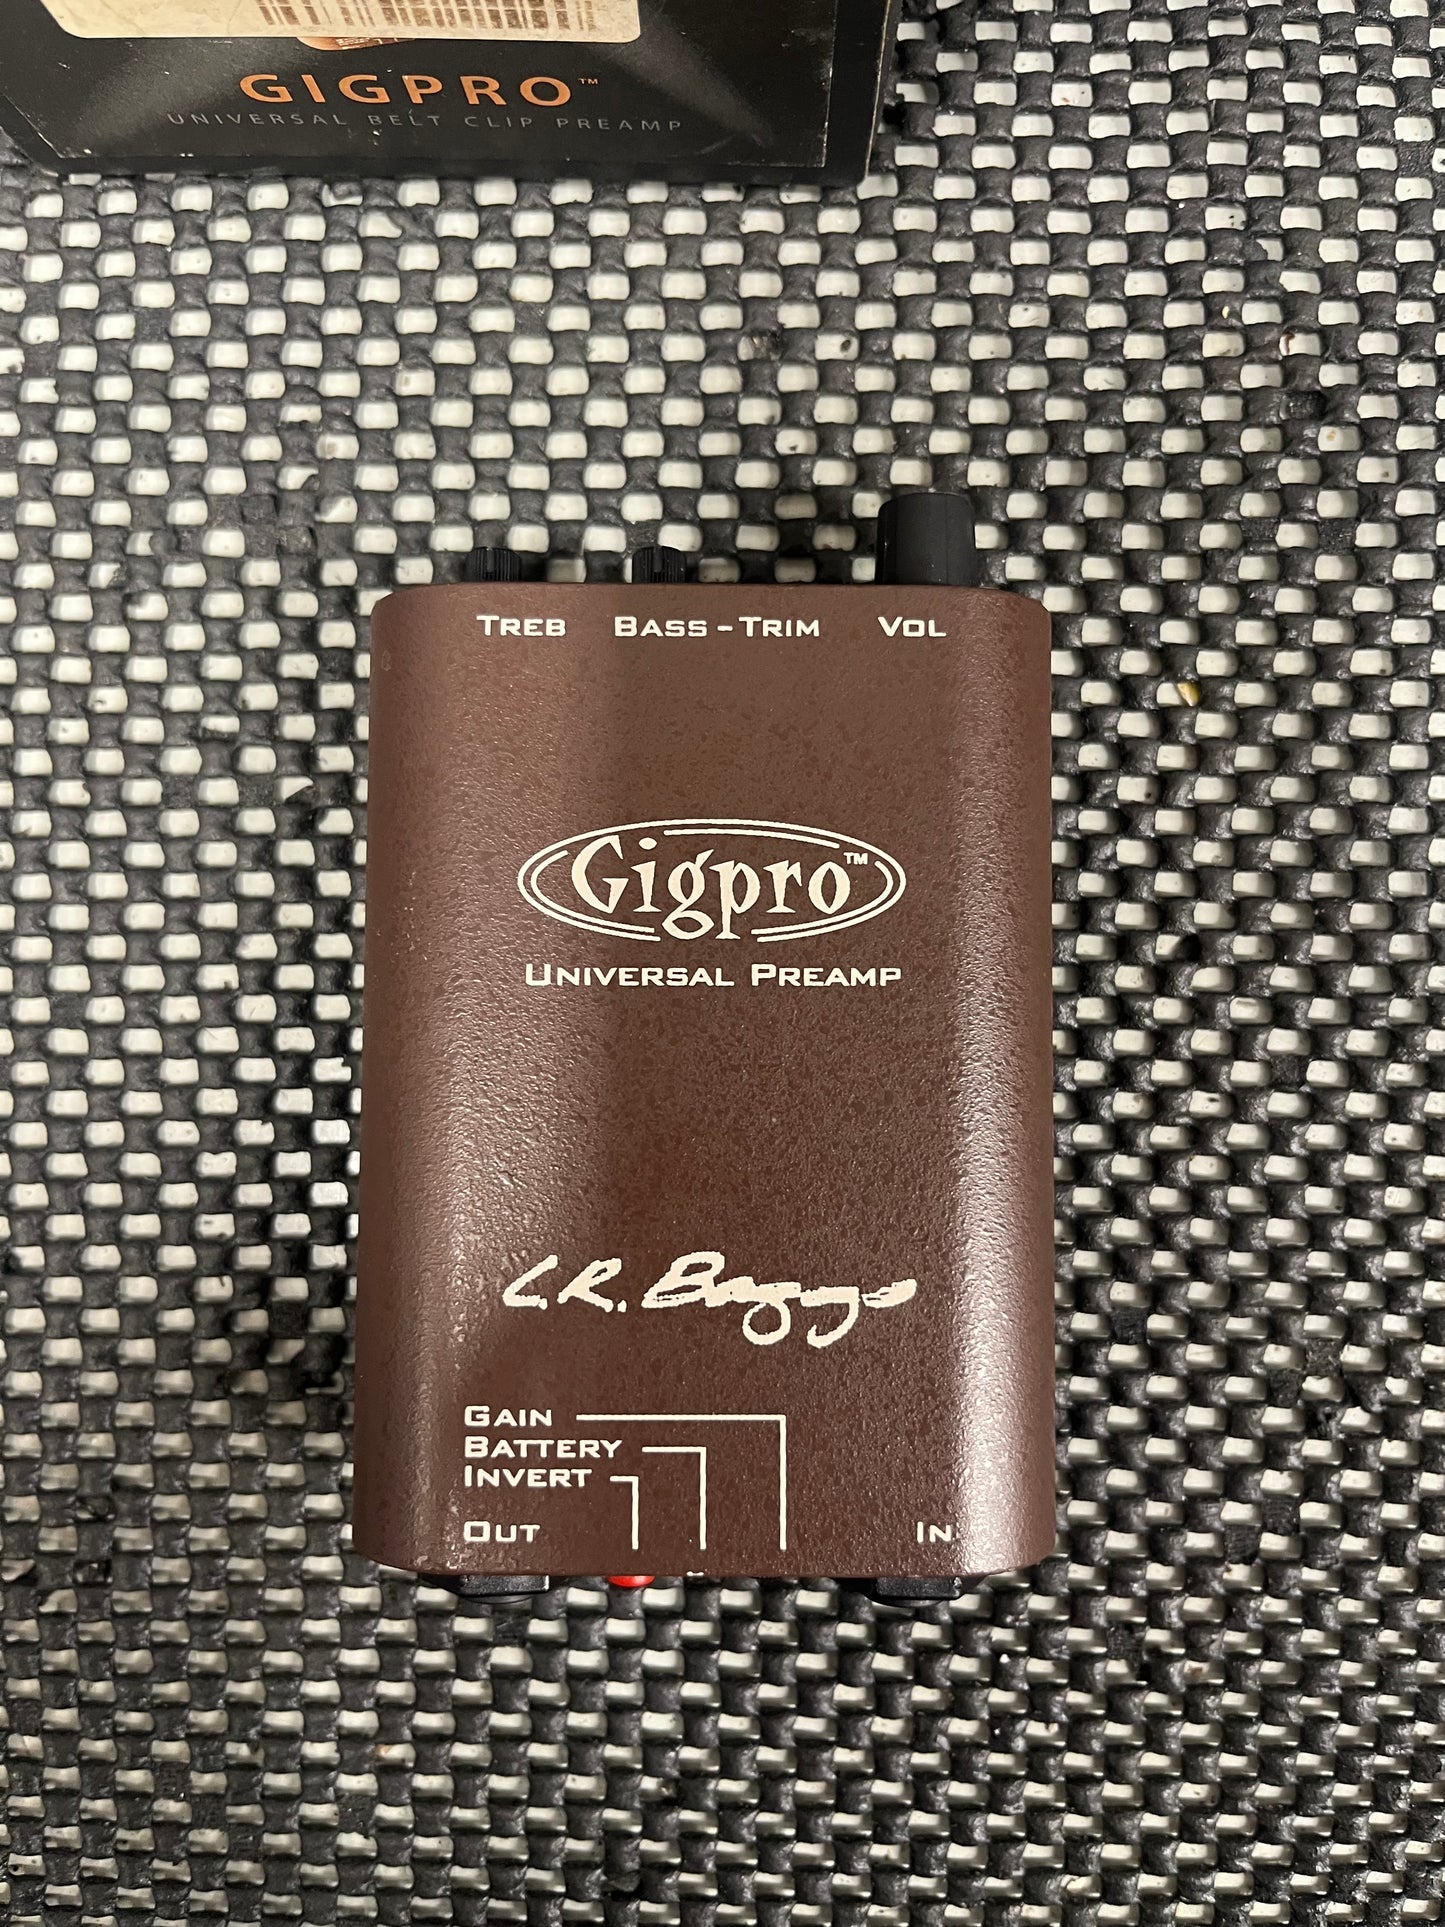 GIGPRO™
UNIVERSAL BELT CLIP PREAMP
TREB BASS - TRIM VOL
Gigpro™
UNIVERSAL PREAMP
L.R. Baggs
GAIN
BATTERY
INVERT
OUT IN